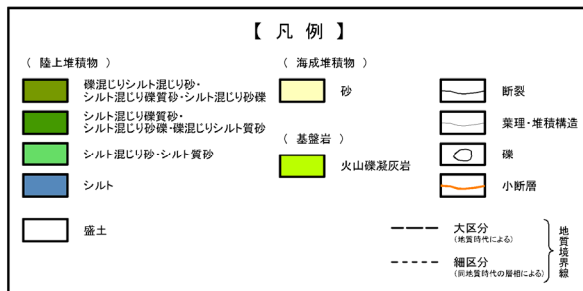 【 凡 例 】
( 陸上堆積物 )
礫混じりシルト混じり砂・
シルト混じり礫質砂・シルト混じり砂礫
シルト混じり礫質砂・
シルト混じり砂礫・礫混じりシルト質砂
シルト混じり砂・シルト質砂
シルト
盛土
( 海成堆積物 )
砂
( 基盤岩 )
火山礫凝灰岩
断裂
葉理・堆積構造
礫
小断層
大区分
(地質時代による)
細区分
(同地質時代の層相による)
地質境界線